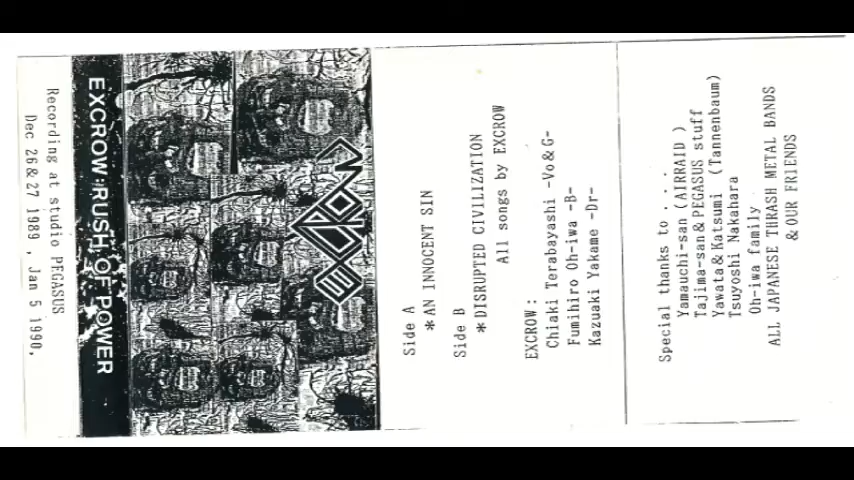 Recording at studio PEGASUS
Dec 26&27 1989 , Jan 5 1990,
EXCROW:RUSH OF POWER
EXCROW
Side A
*AN INNOCENT SIN
Side B
*DISRUPTED CIVILIZATION
All songs by EXCROW
EXCROW:
Chiaki Terabayashi -Vo&G-
Fumihiro Oh-iwa -B-
Kazuaki Yakame -Dr-
Special thanks to . . .
Yamauchi-san (AIRRAID )
Tajima-san&PEGASUS stuff
Yawata&Katsumi (Tannenbaum)
Tsuyoshi Nakahara
Oh-iwa family
ALL JAPANESE THRASH METAL BANDS
& OUR FRIENDS